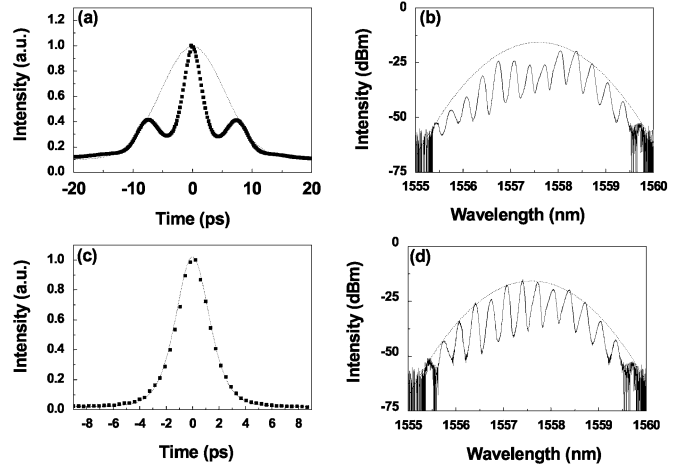 (a)
Intensity (a.u.)
1.2
1.0
0.8
0.6
0.4
0.2
0.0
-20 -10 0 10 20
Time (ps)
(b)
Intensity (dBm)
0
-25
-50
-75
1555 1556 1557 1558 1559 1560
Wavelength (nm)
(c)
Intensity (a.u.)
1.0
0.8
0.6
0.4
0.2
0.0
-8 -6 -4 -2 0 2 4 6 8
Time (ps)
(d)
Intensity (dBm)
0
-25
-50
-75
1555 1556 1557 1558 1559 1560
Wavelength (nm)